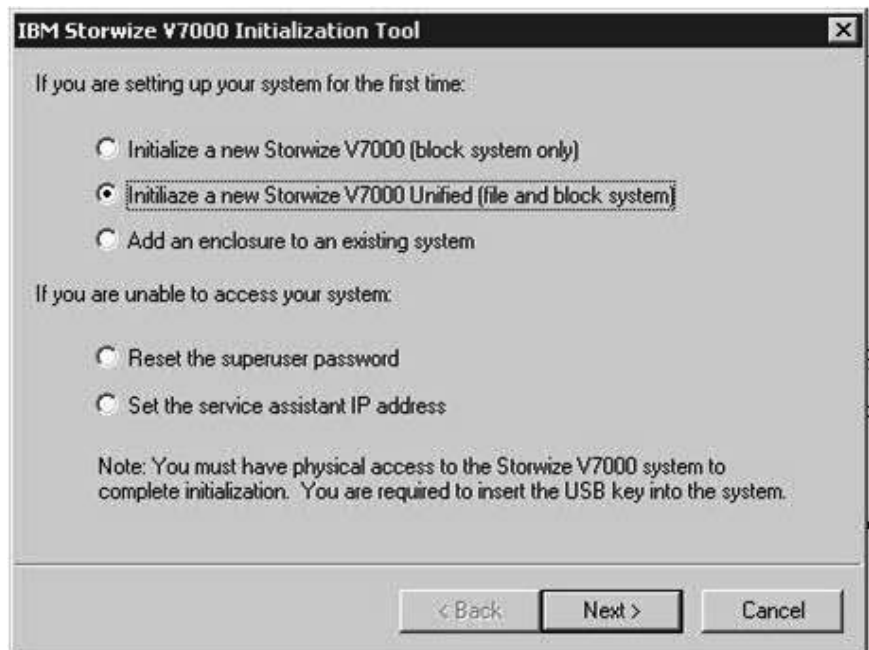 IBM Storwize V7000 Initialization Tool
If you are setting up your system for the first time:
Initialize a new Storwize V7000 (block system only)
Initiliaze a new Storwize V7000 Unified (file and block system)
Add an enclosure to an existing system
If you are unable to access your system:
Reset the superuser password
Set the service assistant IP address
Note: You must have physical access to the Storwize V7000 system to
complete initialization. You are required to insert the USB key into the system.
< Back
Next >
Cancel